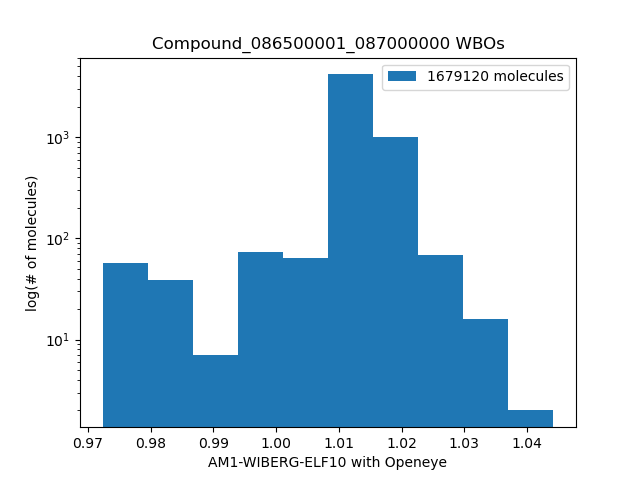 Compound_086500001_087000000 WBOs
1679120 molecules
log(# of molecules)
10^3
10^2
10^1
0.97 0.98 0.99 1.00 1.01 1.02 1.03 1.04
AM1-WIBERG-ELF10 with Openeye